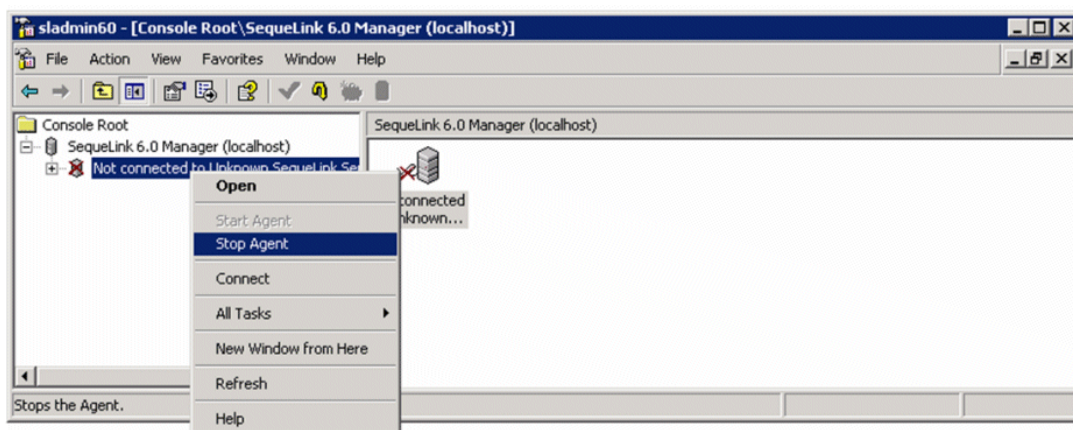 sladmin60 - [Console Root\SequeLink 6.0 Manager (localhost)]
File Action View Favorites Window Help
Console Root
SequeLink 6.0 Manager (localhost)
Not connected to Unknown SequeLink Ser
SequeLink 6.0 Manager (localhost)
connected
nknown...
Open
Start Agent
Stop Agent
Connect
All Tasks
New Window from Here
Refresh
Help
Stops the Agent.